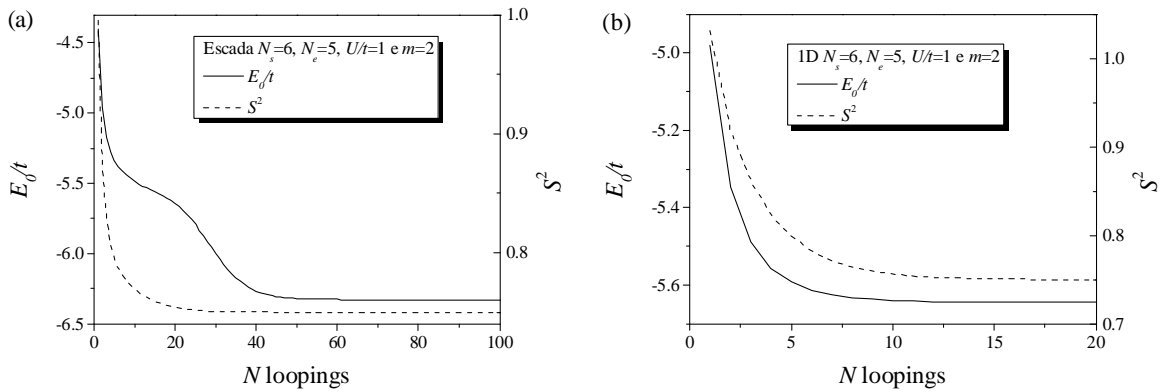 (a)
Escada N_s=6, N_e=5, U/t=1 e m=2
E_0/t
S^2
-4.5
-5.0
-5.5
-6.0
-6.5
E_0/t
1.0
0.9
0.8
S^2
0 20 40 60 80 100
N loopings
(b)
1D N_s=6, N_e=5, U/t=1 e m=2
E_0/t
S^2
-5.0
-5.2
-5.4
-5.6
E_0/t
1.0
0.9
0.8
0.7
S^2
0 5 10 15 20
N loopings